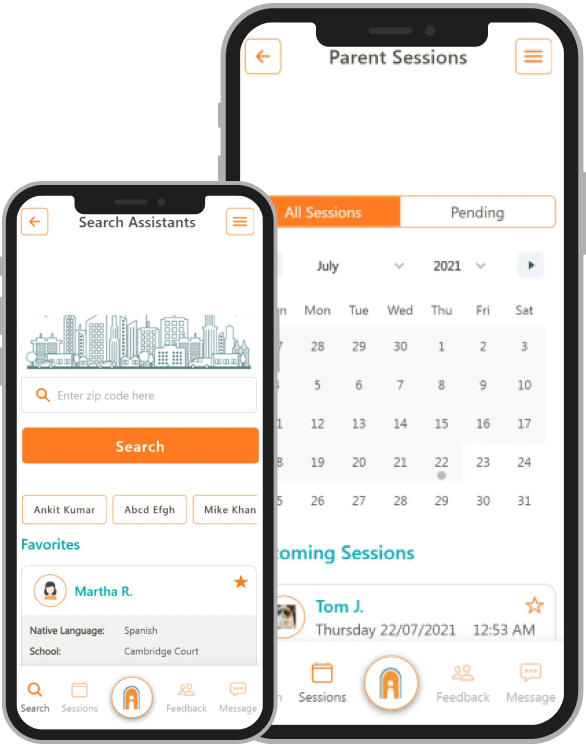 Parent Sessions
All Sessions Pending
July 2021
Mon Tue Wed Thu Fri Sat
28 29 30 1 2 3
5 6 7 8 9 10
12 13 14 15 16 17
19 20 21 22 23 24
26 27 28 29 30 31
oming Sessions
Tom J.
Thursday 22/07/2021 12:53 AM
Sessions Feedback Message
Search Assistants
Enter zip code here
Search
Ankit Kumar Abcd Efgh Mike Khan
Favorites
Martha R.
Native Language: Spanish
School: Cambridge Court
Search Sessions Feedback Message